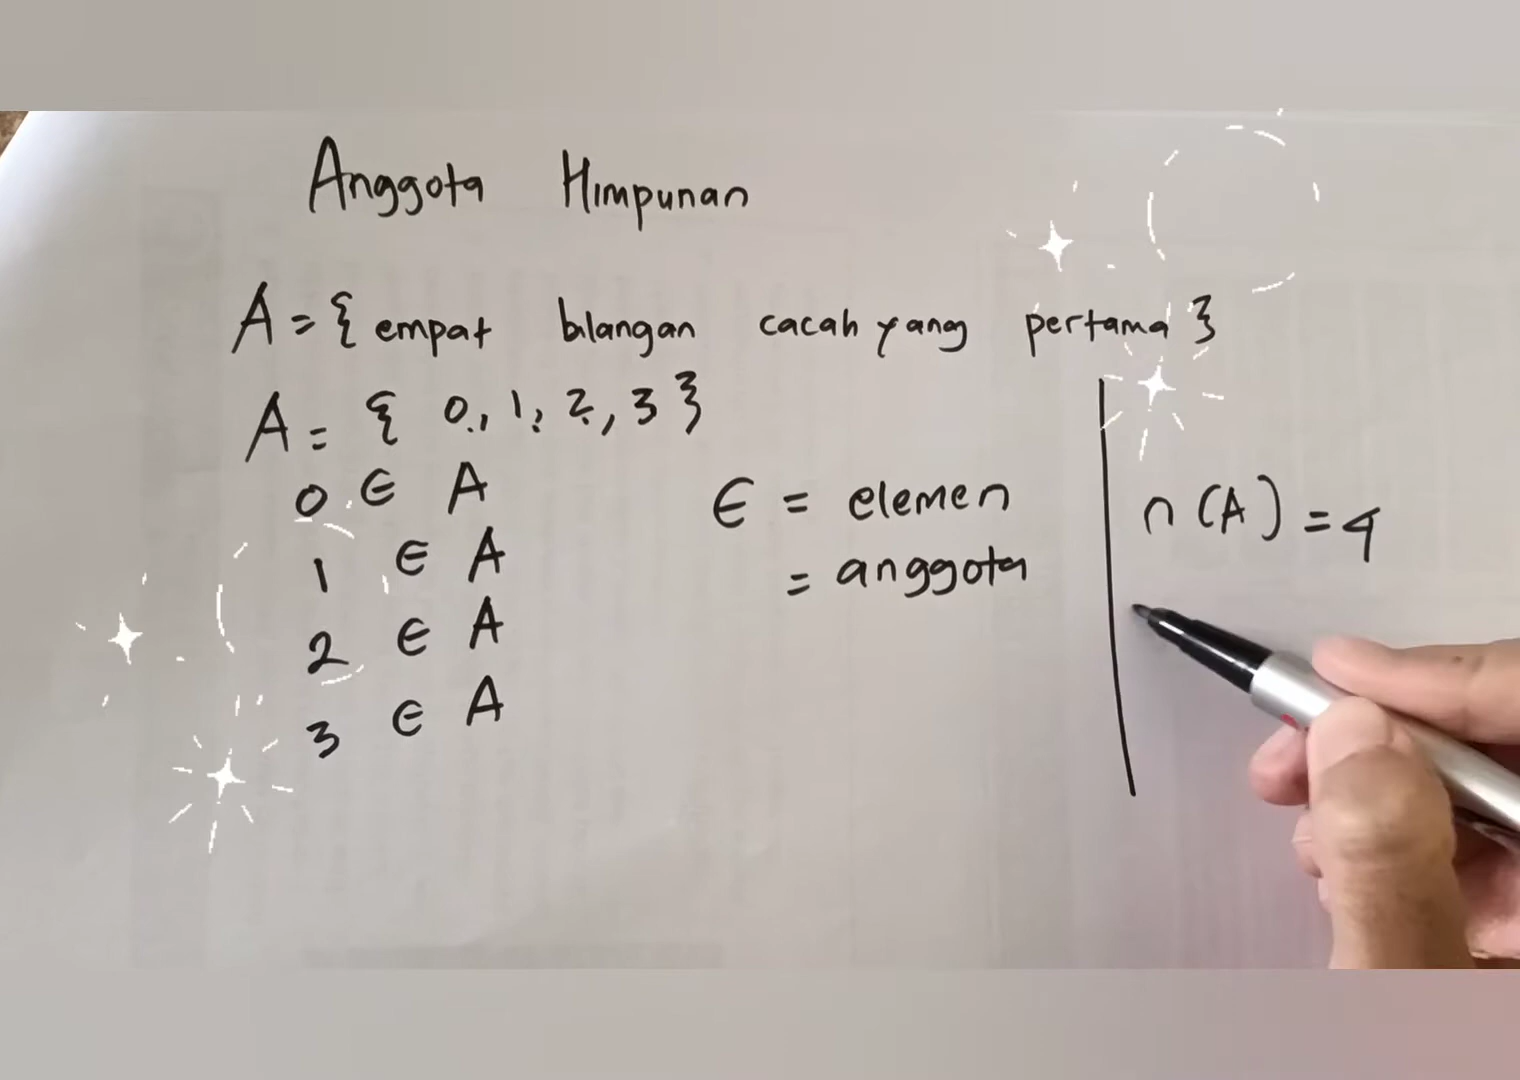 Anggota Himpunan
A = { empat bilangan cacah yang pertama }
A = { 0, 1, 2, 3 }
0 ∈ A
1 ∈ A
2 ∈ A
3 ∈ A
∈ = elemen
= anggota
n (A) = 4